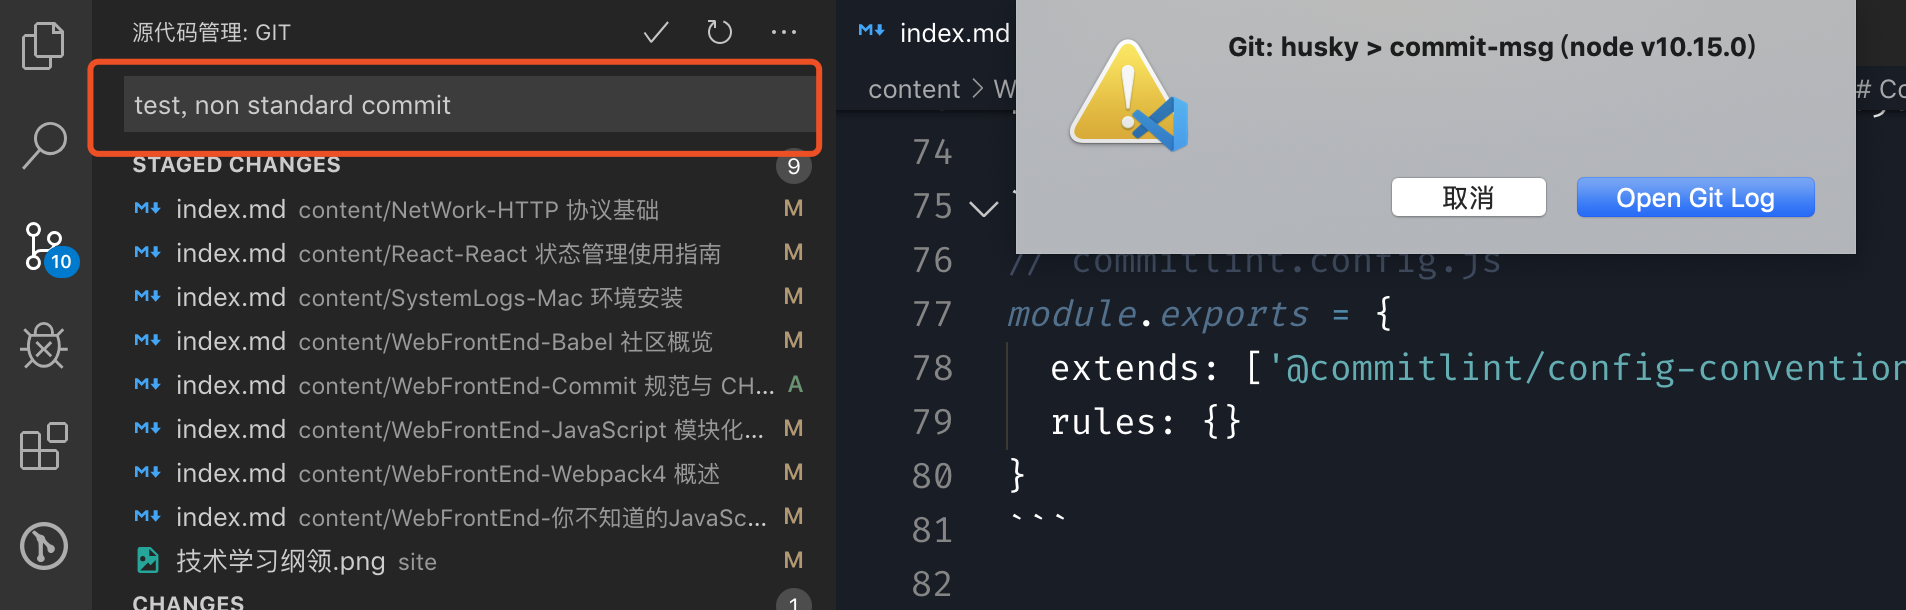 源代码管理: GIT
test, non standard commit
STAGED CHANGES 9
index.md content/NetWork-HTTP 协议基础 M
index.md content/React-React 状态管理使用指南 M
10
index.md content/SystemLogs-Mac 环境安装 M
index.md content/WebFrontEnd-Babel 社区概览 M
index.md content/WebFrontEnd-Commit 规范与 CH... A
index.md content/WebFrontEnd-JavaScript 模块化... M
index.md content/WebFrontEnd-Webpack4 概述 M
index.md content/WebFrontEnd-你不知道的JavaSc... M
技术学习纲领.png site M
CHANGES 1
index.md
content > W
# Co
Git: husky > commit-msg (node v10.15.0)
取消 Open Git Log
74
75
76 // commitlint.config.js
77 module.exports = {
78 extends: ['@commitlint/config-convention
79 rules: {}
80 }
81 ```
82